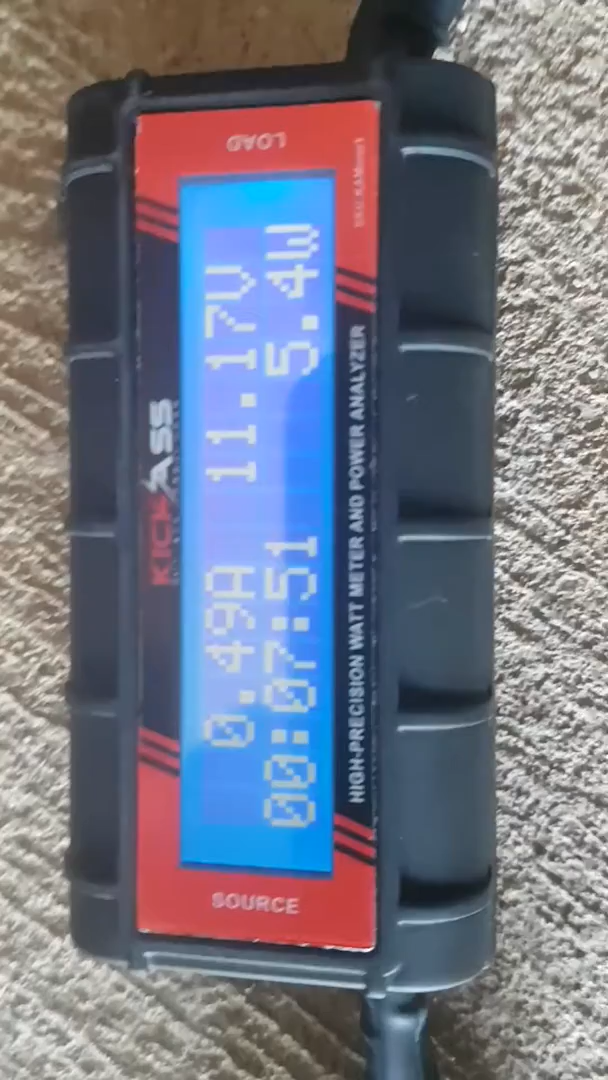 SOURCE
KICKASS
0.49A 11.17V
00:07:51 5.4W
HIGH-PRECISION WATT METER AND POWER ANALYZER
LOAD